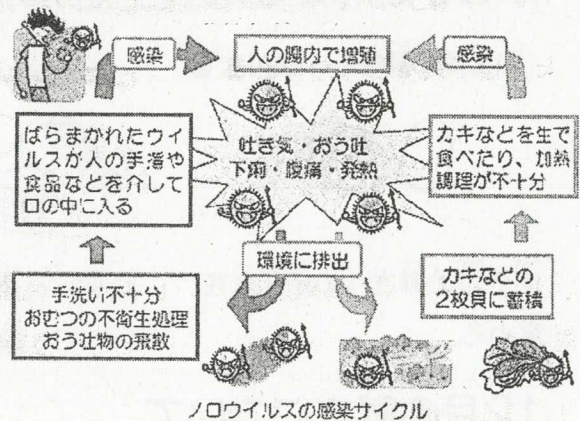 感染
人の腸内で増殖
感染
ばらまかれたウイ
ルスが人の手指や
食品などを介して
口の中に入る
吐き気・おう吐
下痢・腹痛・発熱
カキなどを生で
食べたり、加熱
調理が不十分
環境に排出
手洗い不十分
おむつの不衛生処理
おう吐物の飛散
カキなどの
2枚貝に蓄積
ノロウイルスの感染サイクル